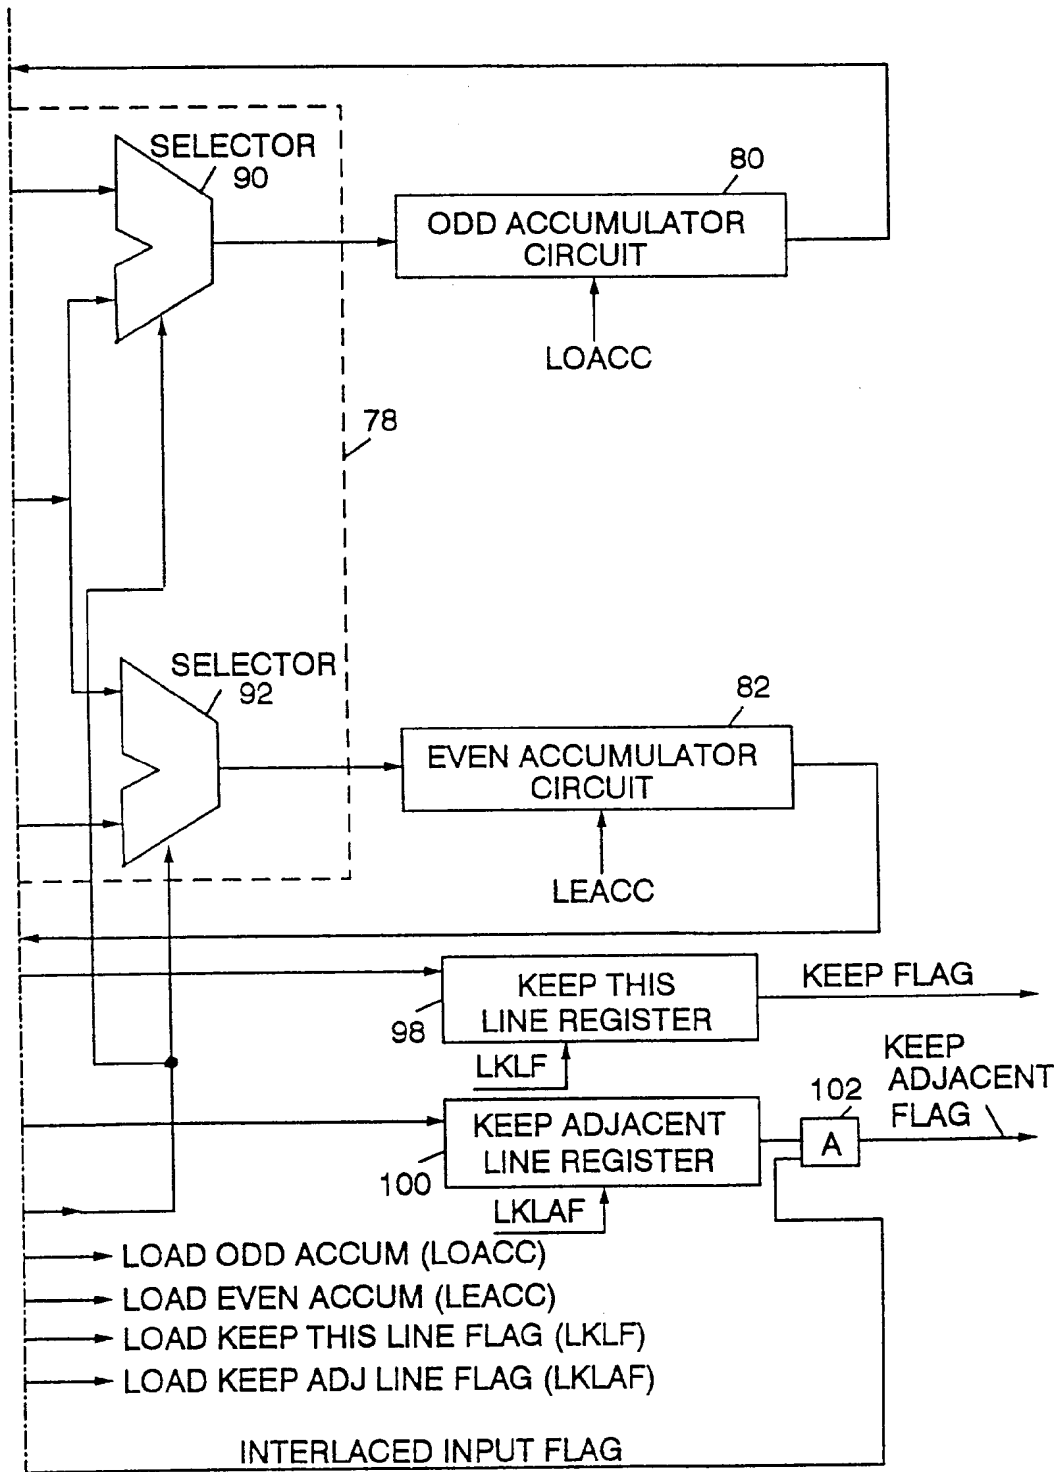 SELECTOR
90
80
ODD ACCUMULATOR
CIRCUIT
LOACC
78
SELECTOR
92
82
EVEN ACCUMULATOR
CIRCUIT
LEACC
KEEP THIS
LINE REGISTER
98
KEEP FLAG
LKLF
KEEP
ADJACENT
FLAG
102
A
KEEP ADJACENT
LINE REGISTER
100
LKLAF
LOAD ODD ACCUM (LOACC)
LOAD EVEN ACCUM (LEACC)
LOAD KEEP THIS LINE FLAG (LKLF)
LOAD KEEP ADJ LINE FLAG (LKLAF)
INTERLACED INPUT FLAG